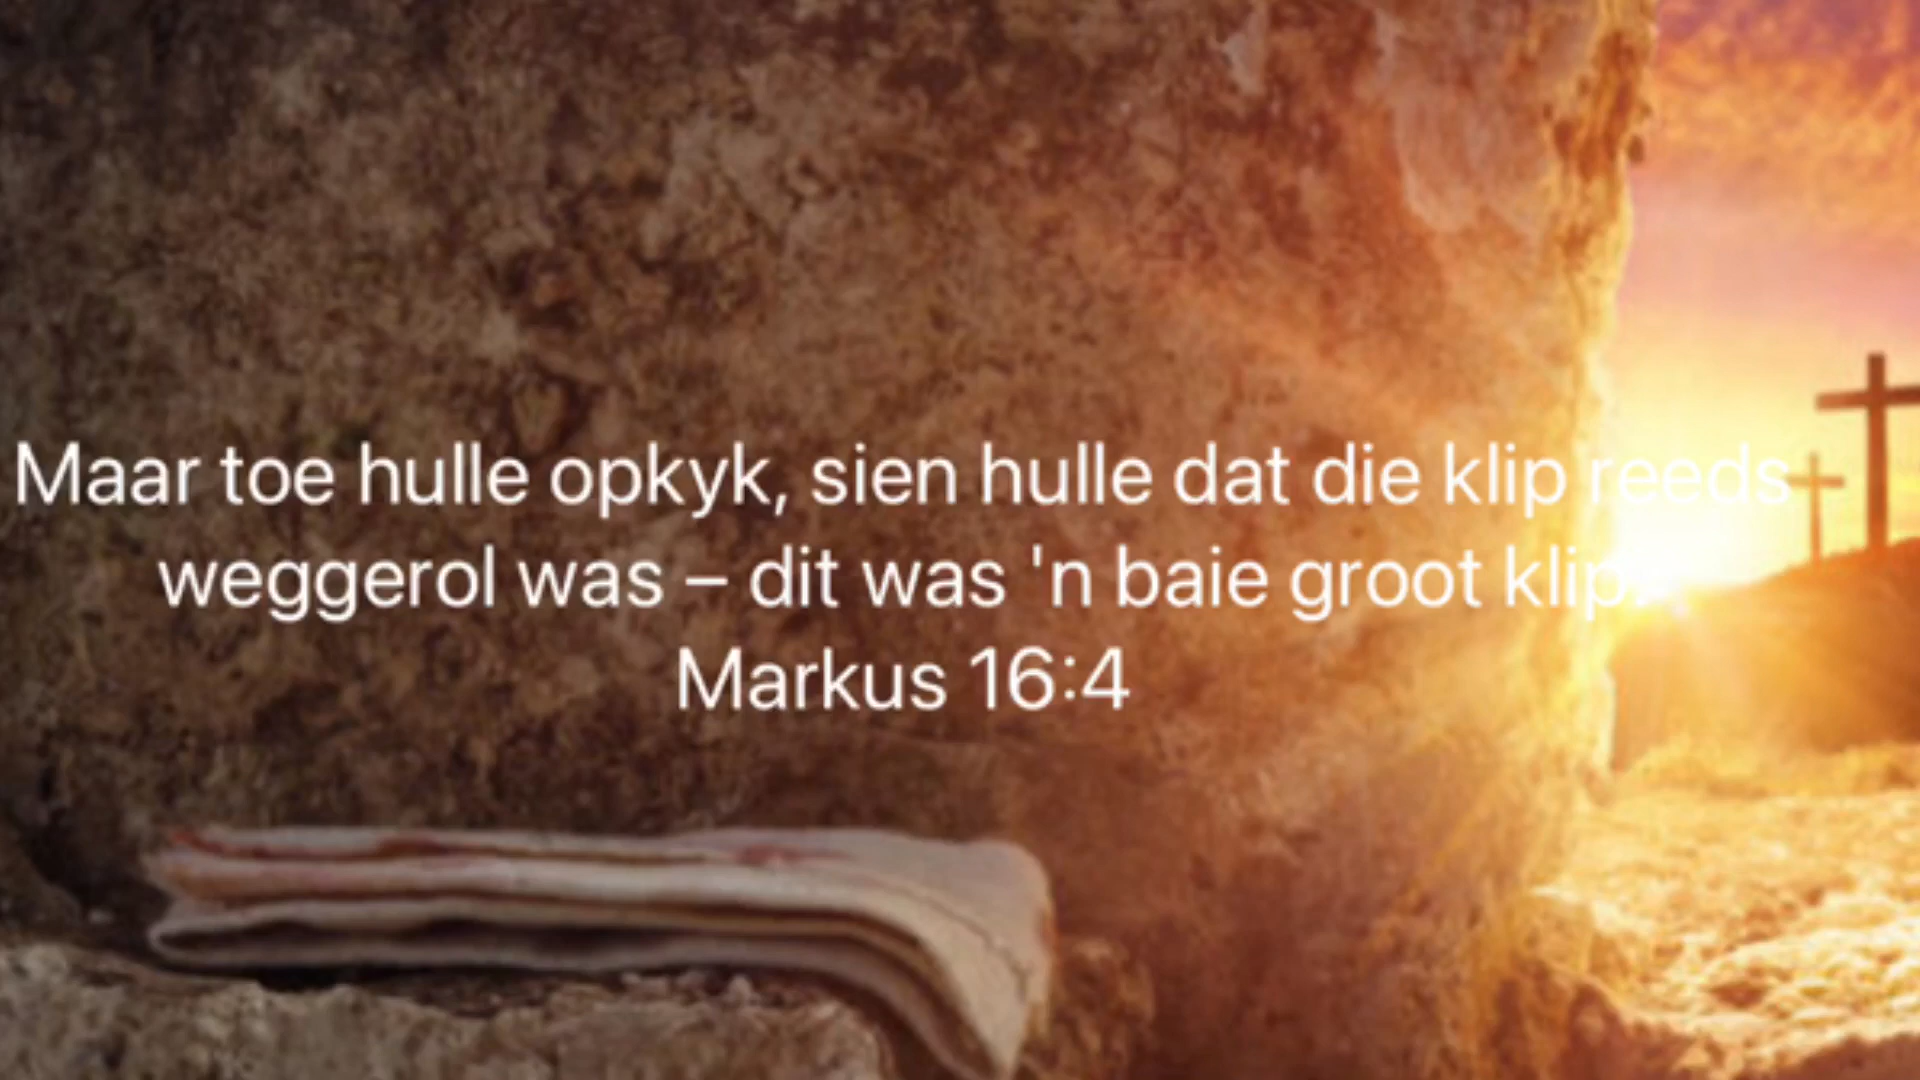 Maar toe hulle opkyk, sien hulle dat die klip reeds
weggerol was – dit was 'n baie groot klip.
Markus 16:4